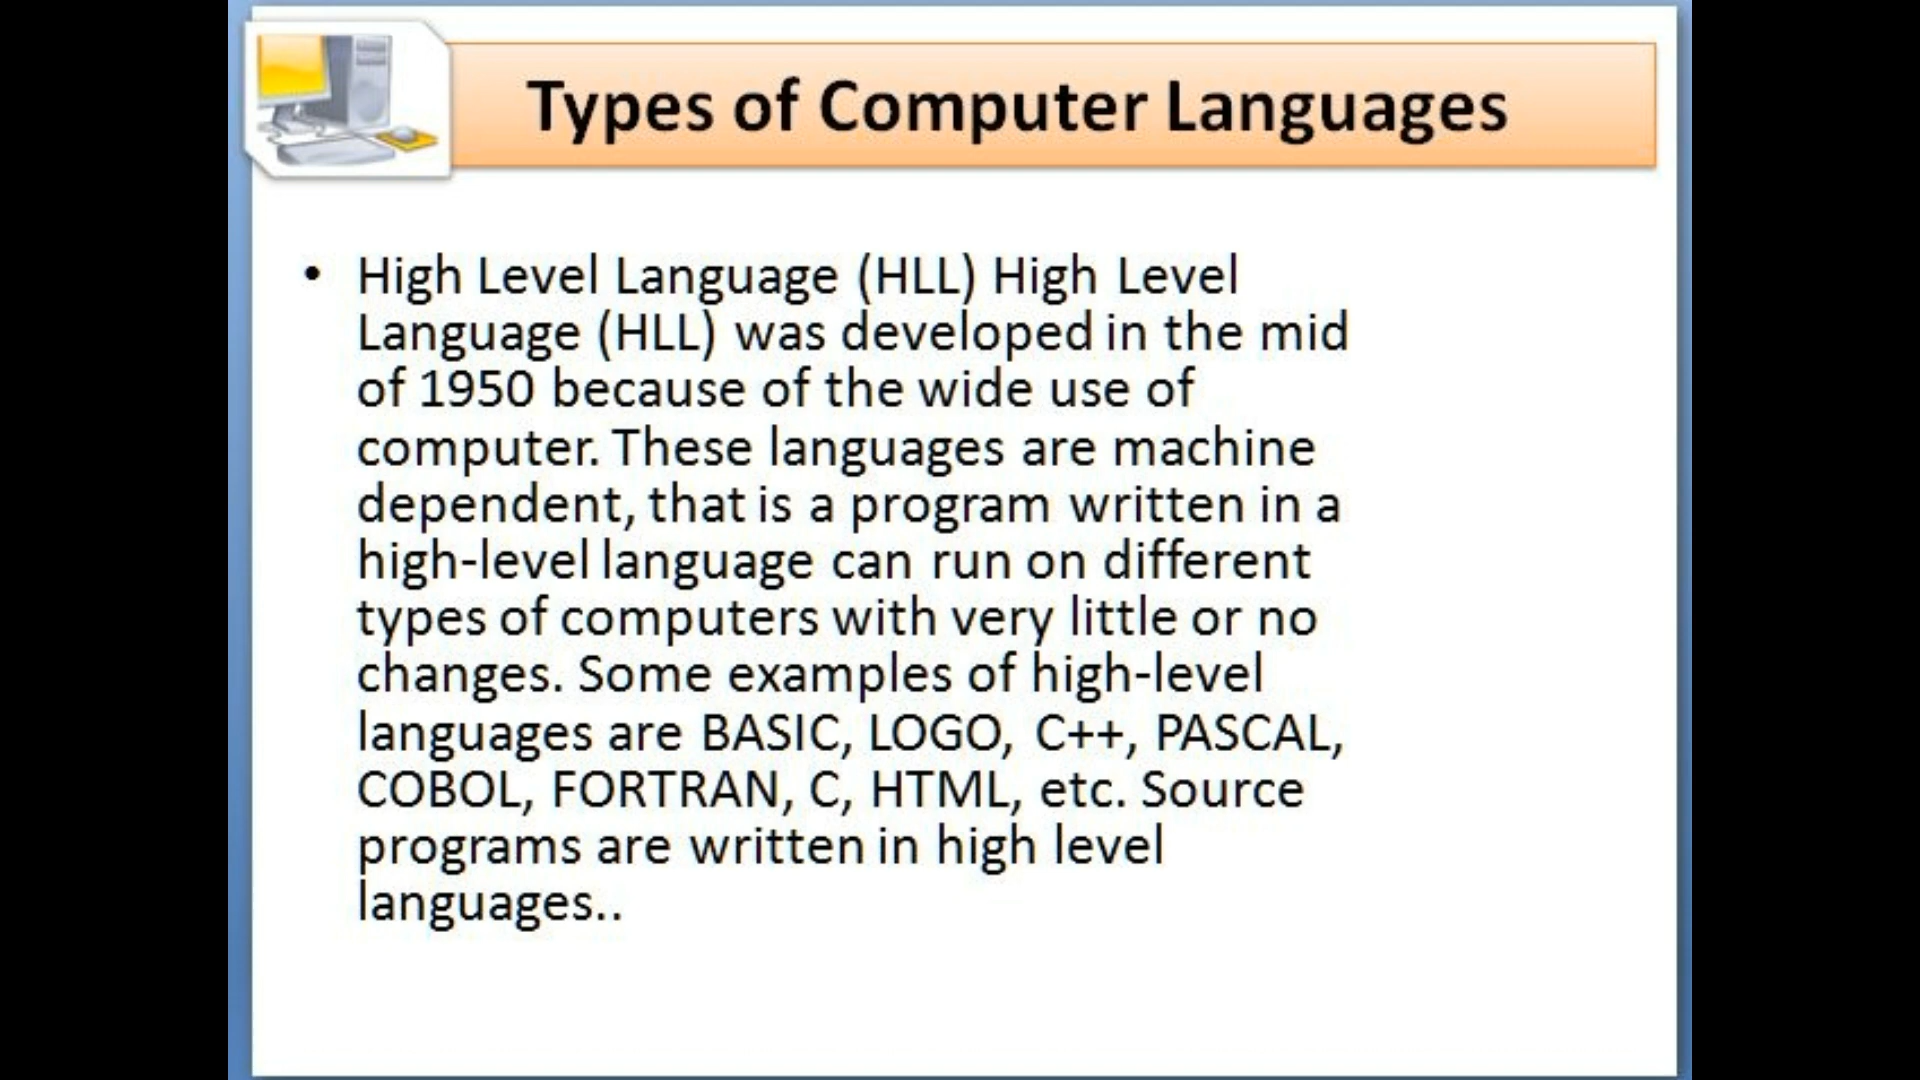 Types of Computer Languages
• High Level Language (HLL) High Level
Language (HLL) was developed in the mid
of 1950 because of the wide use of
computer. These languages are machine
dependent, that is a program written in a
high-level language can run on different
types of computers with very little or no
changes. Some examples of high-level
languages are BASIC, LOGO, C++, PASCAL,
COBOL, FORTRAN, C, HTML, etc. Source
programs are written in high level
languages..